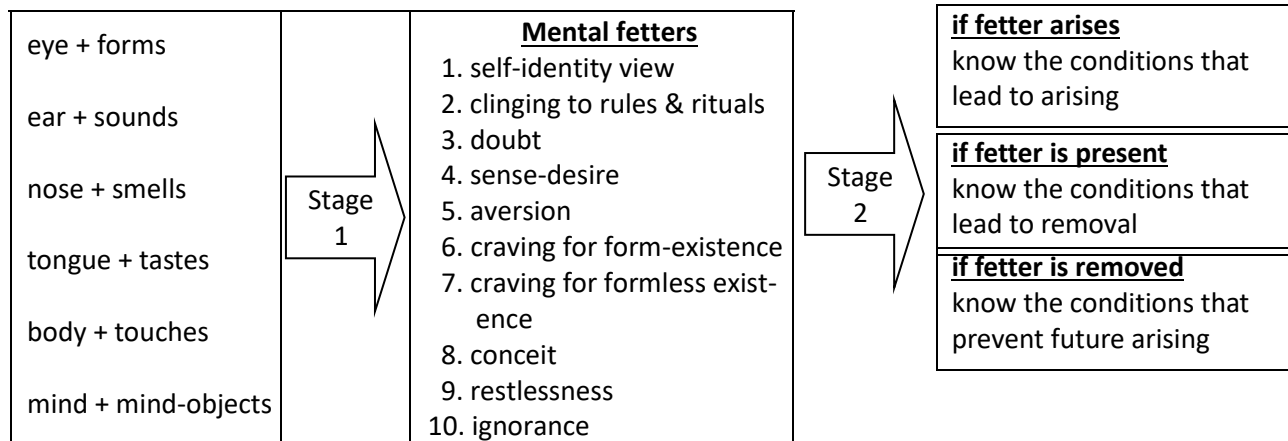 eye + forms
ear + sounds
nose + smells
tongue + tastes
body + touches
mind + mind-objects
Stage
1
Mental fetters
1. self-identity view
2. clinging to rules & rituals
3. doubt
4. sense-desire
5. aversion
6. craving for form-existence
7. craving for formless exist-
ence
8. conceit
9. restlessness
10. ignorance
Stage
2
if fetter arises
know the conditions that
lead to arising
if fetter is present
know the conditions that
lead to removal
if fetter is removed
know the conditions that
prevent future arising